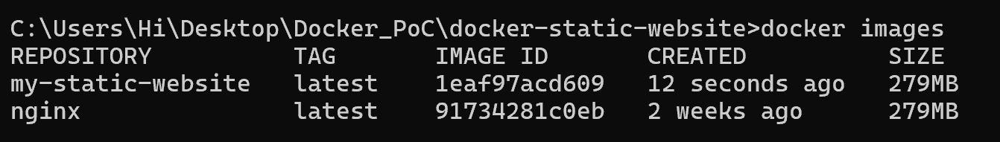 C:\Users\Hi\Desktop\Docker_PoC\docker-static-website>docker images
REPOSITORY          TAG       IMAGE ID       CREATED          SIZE
my-static-website   latest    1eaf97acd609   12 seconds ago   279MB
nginx               latest    91734281c0eb   2 weeks ago      279MB